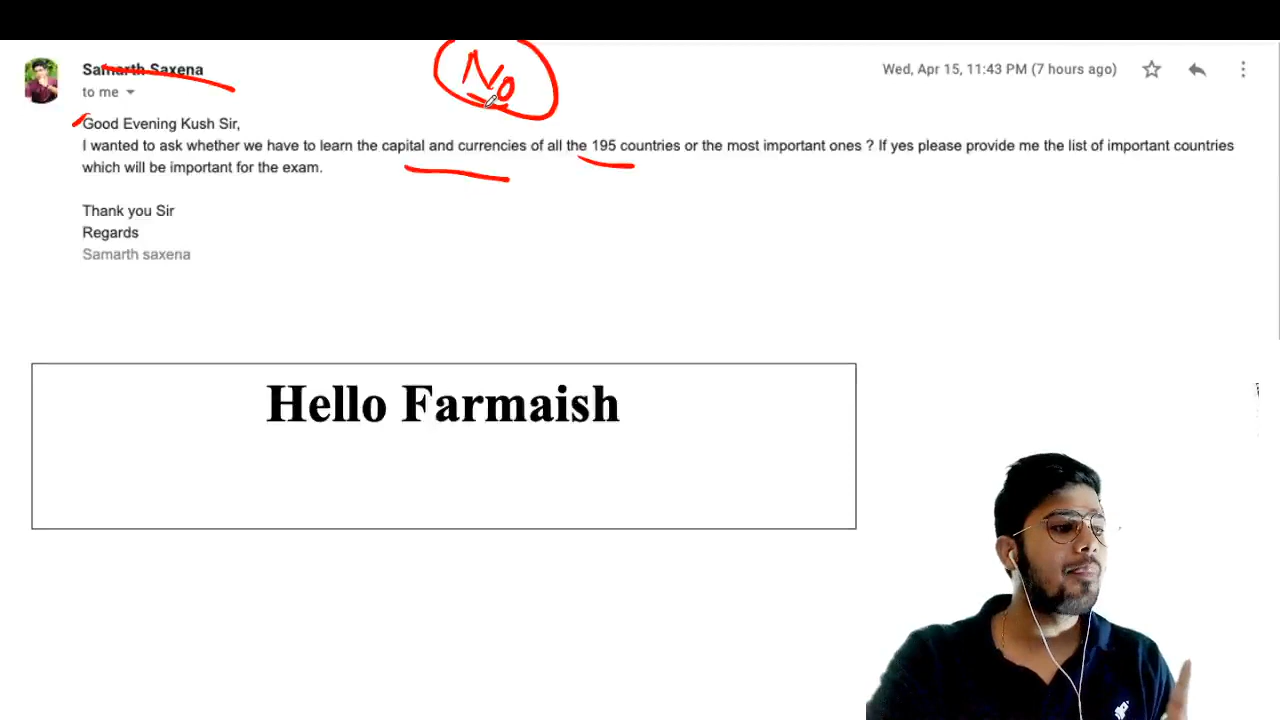 No
Samarth Saxena
Wed, Apr 15, 11:43 PM (7 hours ago)
to me
Good Evening Kush Sir,
I wanted to ask whether we have to learn the capital and currencies of all the 195 countries or the most important ones ? If yes please provide me the list of important countries
which will be important for the exam.
Thank you Sir
Regards
Samarth saxena
Hello Farmaish